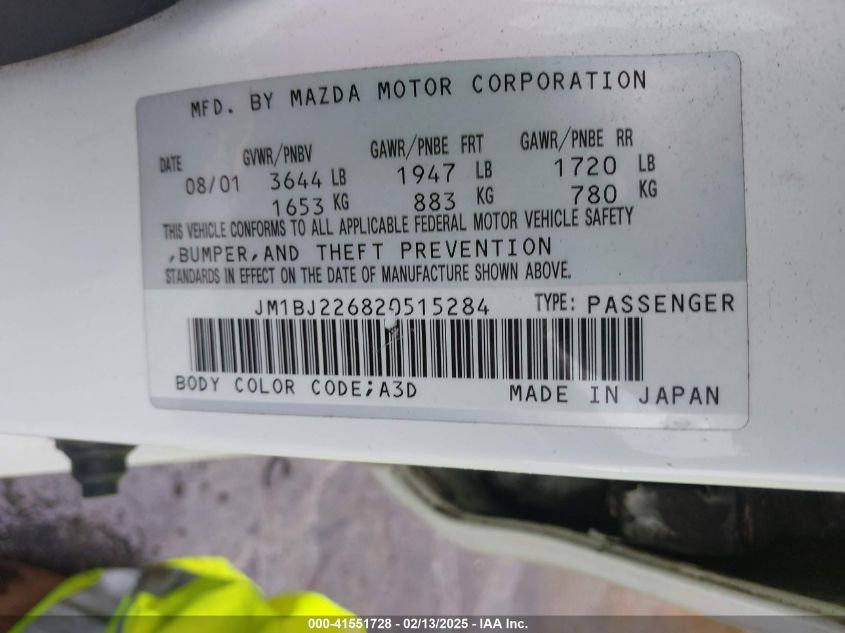 MFD. BY MAZDA MOTOR CORPORATION
DATE GVWR/PNBV GAWR/PNBE FRT GAWR/PNBE RR
08/01 3644 LB 1947 LB 1720 LB
1653 KG 883 KG 780 KG
THIS VEHICLE CONFORMS TO ALL APPLICABLE FEDERAL MOTOR VEHICLE SAFETY
,BUMPER,AND THEFT PREVENTION
STANDARDS IN EFFECT ON THE DATE OF MANUFACTURE SHOWN ABOVE.
JM1BJ226820515284 TYPE: PASSENGER
BODY COLOR CODE;A3D MADE IN JAPAN
000-41551728 - 02/13/2025 - IAA Inc.